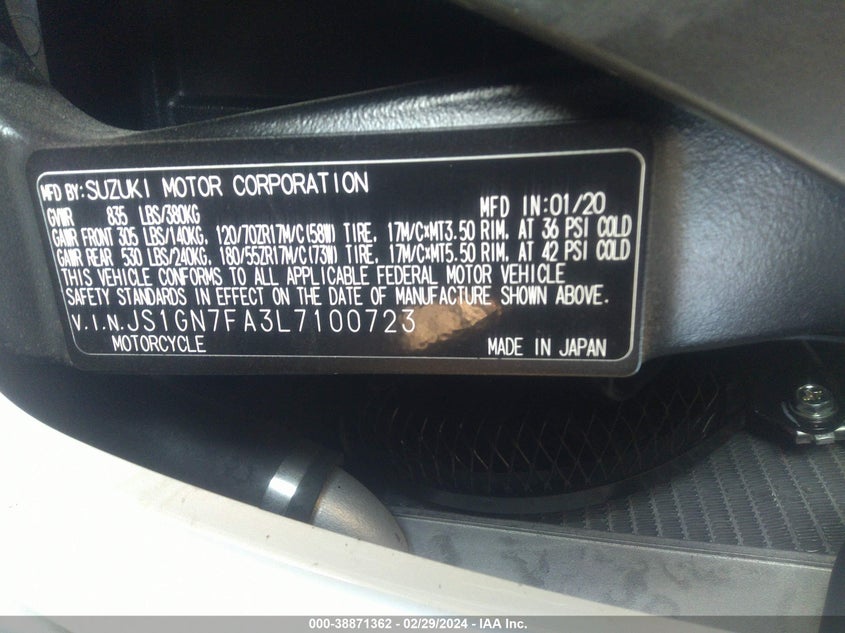 MFD BY: SUZUKI MOTOR CORPORATION
GVWR 835 LBS/380KG MFD IN: 01/20
GAWR FRONT 305 LBS/140KG, 120/70ZR17M/C(58W) TIRE, 17M/C×MT3.50 RIM, AT 36 PSI COLD
GAWR REAR 530 LBS/240KG, 180/55ZR17M/C(73W) TIRE, 17M/C×MT5.50 RIM, AT 42 PSI COLD
THIS VEHICLE CONFORMS TO ALL APPLICABLE FEDERAL MOTOR VEHICLE
SAFETY STANDARDS IN EFFECT ON THE DATE OF MANUFACTURE SHOWN ABOVE.
V.I.N. JS1GN7FA3L7100723
MOTORCYCLE MADE IN JAPAN
000-38871362 - 02/29/2024 - IAA Inc.